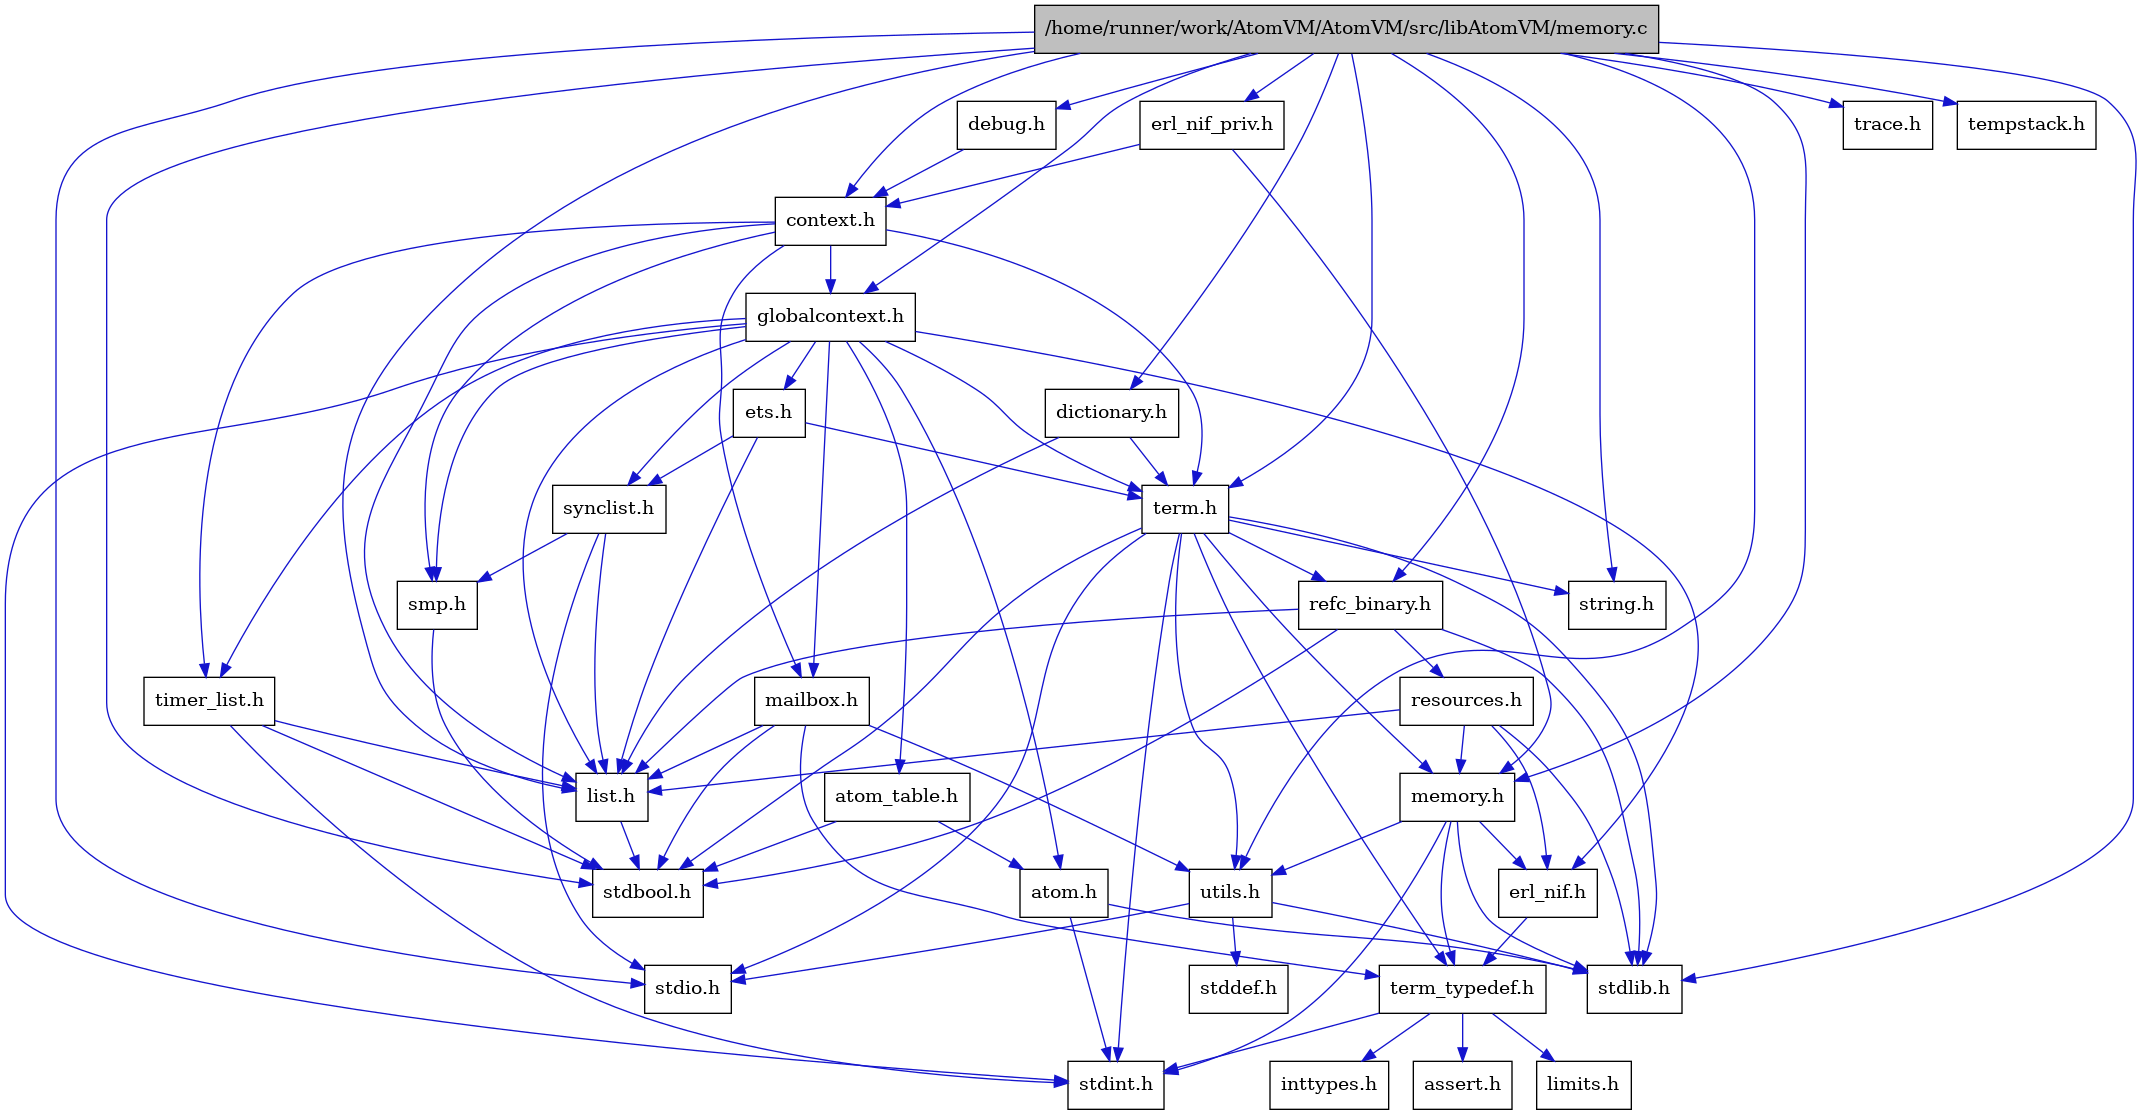 /home/runner/work/AtomVM/AtomVM/src/libAtomVM/memory.c
debug.h
erl_nif_priv.h
trace.h
tempstack.h
context.h
globalcontext.h
ets.h
dictionary.h
synclist.h
term.h
smp.h
refc_binary.h
string.h
timer_list.h
mailbox.h
resources.h
list.h
atom_table.h
memory.h
stdbool.h
atom.h
utils.h
erl_nif.h
stdio.h
stddef.h
term_typedef.h
stdlib.h
stdint.h
inttypes.h
assert.h
limits.h